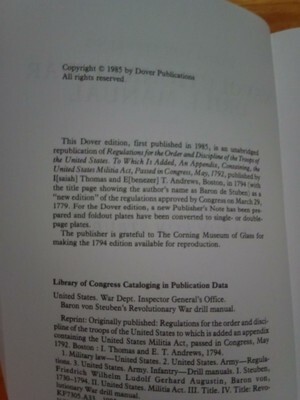 Copyright © 1985 by Dover Publications
All rights reserved
This Dover edition, first published in 1985, is an unabridged
republication of Regulations for the Order and Discipline of the Troops of
the United States. To Which Is Added, An Appendix, Containing, the
United States Militia Act, Passed in Congress, May, 1792, published by
I[saiah] Thomas and E[benezer] T. Andrews, Boston, in 1794 (with
the title page showing the author's name as Baron de Stuben) as a
"new edition" of the regulations approved by Congress on March 29,
1779. For the Dover edition, a new Publisher's Note has been pre-
pared and foldout plates have been converted to single- or double-
page plates.
The publisher is grateful to The Corning Museum of Glass for
making the 1794 edition available for reproduction.
Library of Congress Cataloging in Publication Data
United States. War Dept. Inspector General's Office.
Baron von Steuben's Revolutionary War drill manual.
Reprint: Originally published: Regulations for the order and disci-
pline of the troops of the United States: to which is added an appendix
containing the United States Militia Act, passed in Congress, May
1792. Boston: I. Thomas and E. T. Andrews, 1794.
1. Military law—United States. 2. United States. Army—Regula-
tions. 3. United States. Army. Infantry—Drill manuals. I. Steuben,
Friedrich Wilhelm Ludolf Gerhard Augustin, Baron von,
1730–1794. II. United States. Militia Act. III. Title. IV. Title: Revo